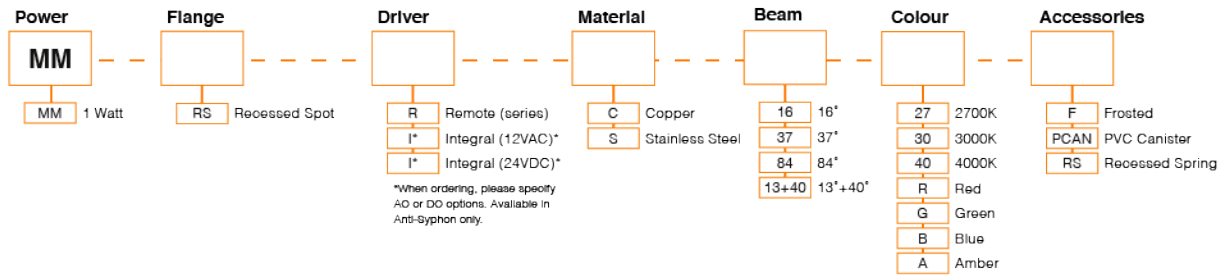 Power
MM
MM 1 Watt
Flange
RS Recessed Spot
Driver
R Remote (series)
I* Integral (12VAC)*
I* Integral (24VDC)*
*When ordering, please specify
AO or DO options. Available in
Anti-Syphon only.
Material
C Copper
S Stainless Steel
Beam
16 16°
37 37°
84 84°
13+40 13°+40°
Colour
27 2700K
30 3000K
40 4000K
R Red
G Green
B Blue
A Amber
Accessories
F Frosted
PCAN PVC Canister
RS Recessed Spring